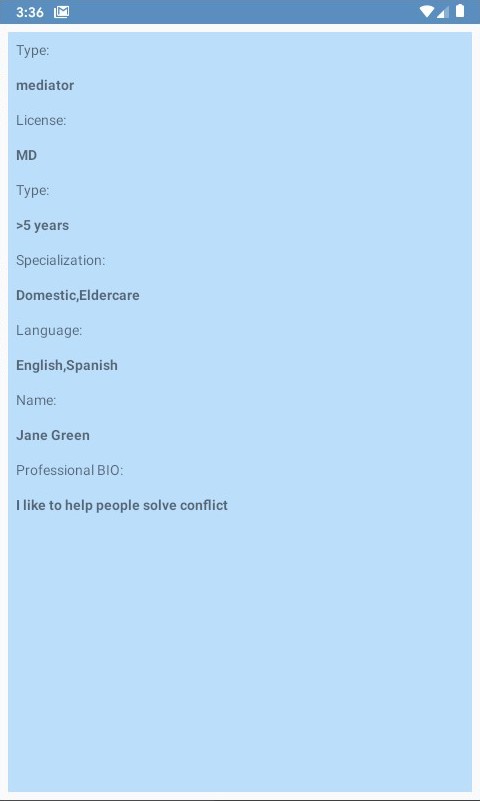 3:36
Type:
mediator
License:
MD
Type:
>5 years
Specialization:
Domestic,Eldercare
Language:
English,Spanish
Name:
Jane Green
Professional BIO:
I like to help people solve conflict